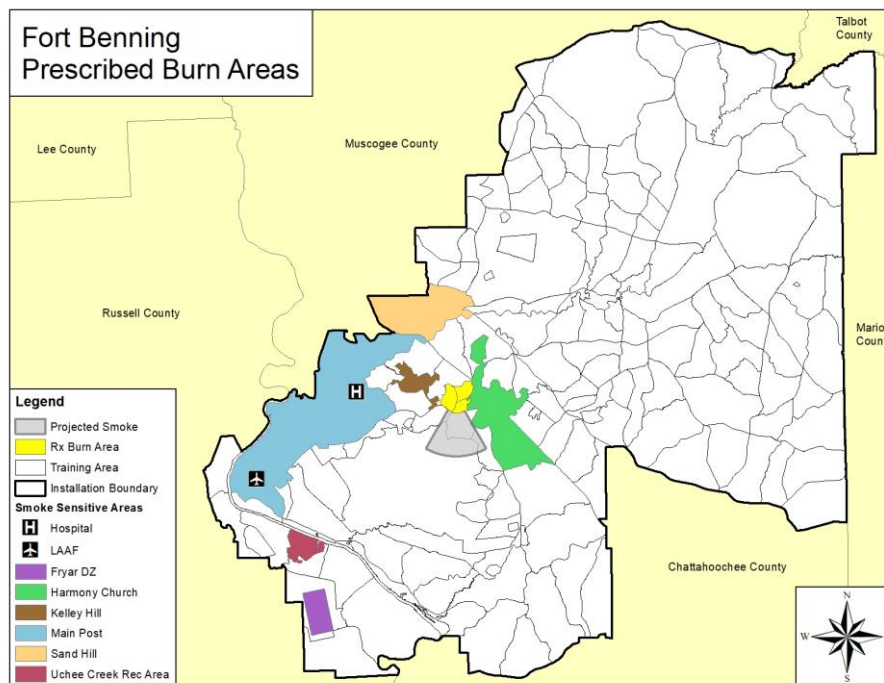 Fort Benning
Prescribed Burn Areas
Talbot
County
Muscogee County
Lee County
Russell County
Mario
County
Legend
Projected Smoke
Rx Burn Area
Training Area
Installation Boundary
Smoke Sensitive Areas
H
Hospital
LAAF
Fryar DZ
Harmony Church
Kelley Hill
Main Post
Sand Hill
Uchee Creek Rec Area
H
Chattahoochee County
N
W
E
S